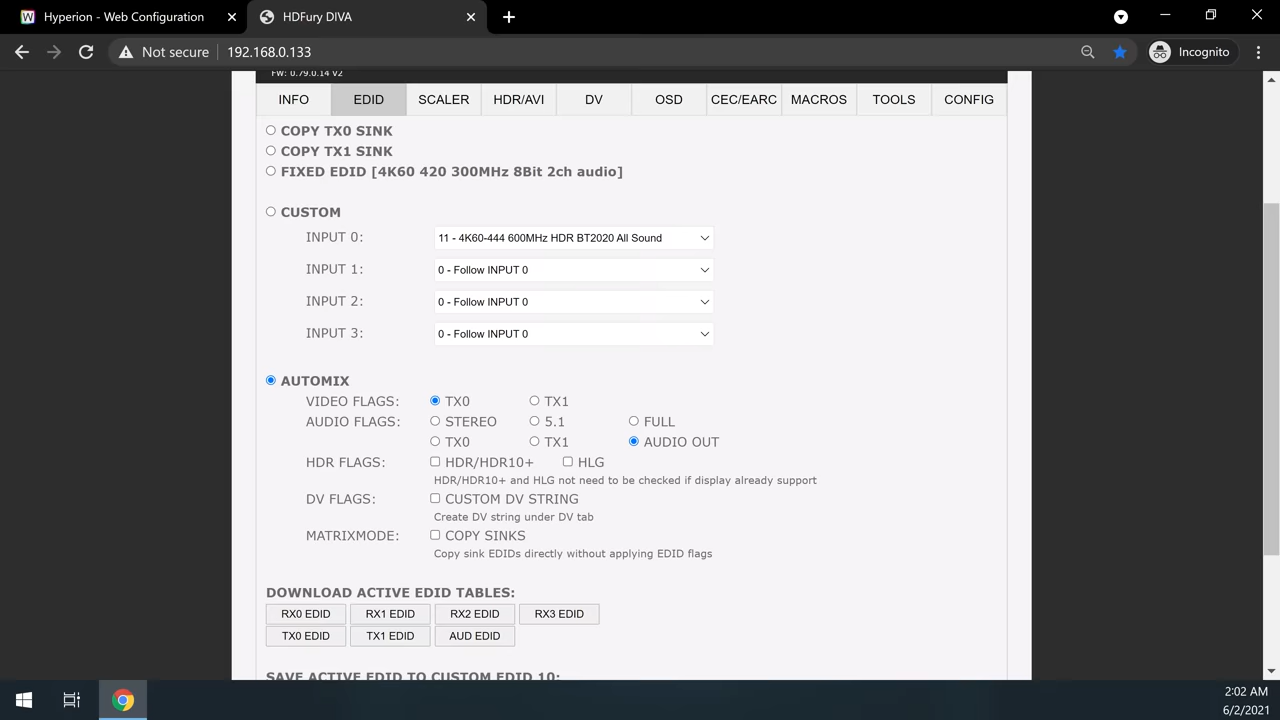 Hyperion - Web Configuration
HDFury DIVA
Not secure
192.168.0.133
Incognito
FW: 0.79.0.14 V2
INFO EDID SCALER HDR/AVI DV OSD CEC/EARC MACROS TOOLS CONFIG
COPY TX0 SINK
COPY TX1 SINK
FIXED EDID [4K60 420 300MHz 8Bit 2ch audio]
CUSTOM
INPUT 0: 11 - 4K60-444 600MHz HDR BT2020 All Sound
INPUT 1: 0 - Follow INPUT 0
INPUT 2: 0 - Follow INPUT 0
INPUT 3: 0 - Follow INPUT 0
AUTOMIX
VIDEO FLAGS: TX0 TX1
AUDIO FLAGS: STEREO 5.1 FULL
TX0 TX1 AUDIO OUT
HDR FLAGS: HDR/HDR10+ HLG
HDR/HDR10+ and HLG not need to be checked if display already support
DV FLAGS: CUSTOM DV STRING
Create DV string under DV tab
MATRIXMODE: COPY SINKS
Copy sink EDIDs directly without applying EDID flags
DOWNLOAD ACTIVE EDID TABLES:
RX0 EDID RX1 EDID RX2 EDID RX3 EDID
TX0 EDID TX1 EDID AUD EDID
SAVE ACTIVE EDID TO CUSTOM EDID 10:
2:02 AM
6/2/2021